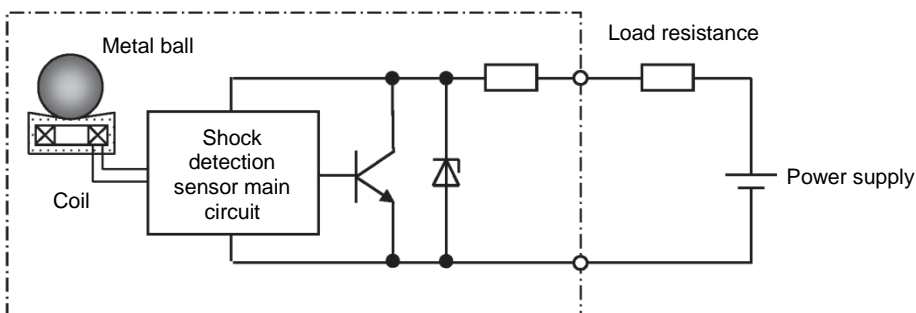 Metal ball
Load resistance
Shock
detection
sensor main
circuit
Coil
Power supply